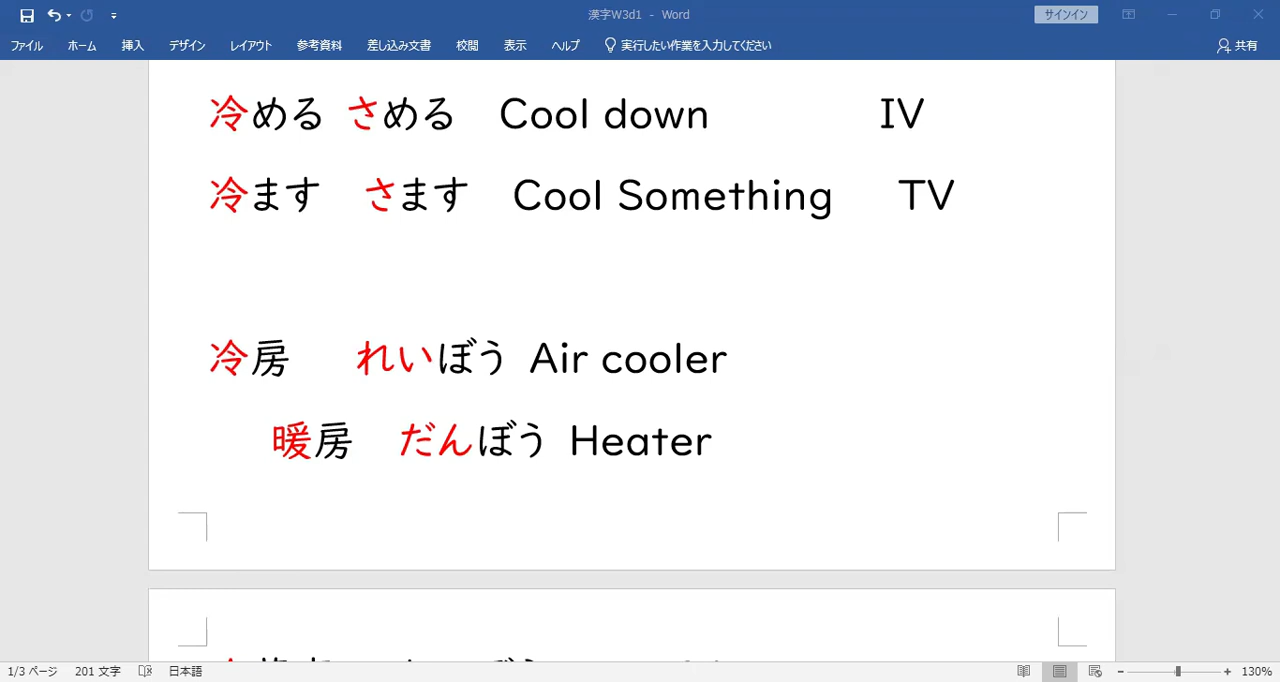 漢字W3d1 - Word
サインイン
ファイル ホーム 挿入 デザイン レイアウト 参考資料 差し込み文書 校閲 表示 ヘルプ 実行したい作業を入力してください 共有
冷める さめる Cool down IV
冷ます さます Cool Something TV
冷房 れいぼう Air cooler
暖房 だんぼう Heater
1/3 ページ 201 文字 日本語 130%